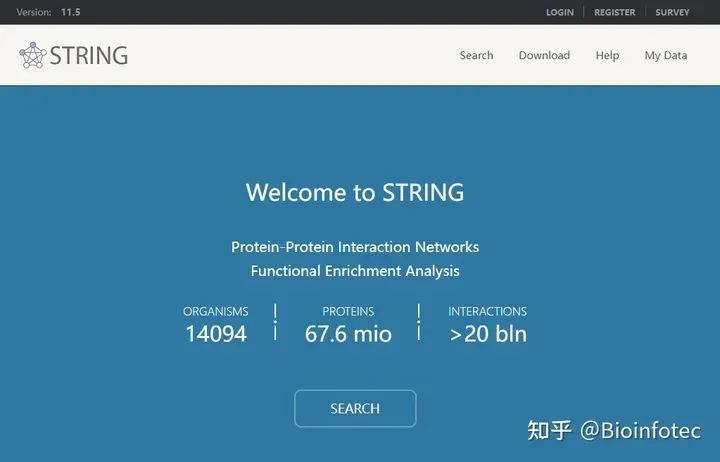 Version: 11.5 LOGIN REGISTER SURVEY
STRING Search Download Help My Data
Welcome to STRING
Protein-Protein Interaction Networks
Functional Enrichment Analysis
ORGANISMS PROTEINS INTERACTIONS
14094 67.6 mio >20 bln
SEARCH
知乎 @Bioinfotec